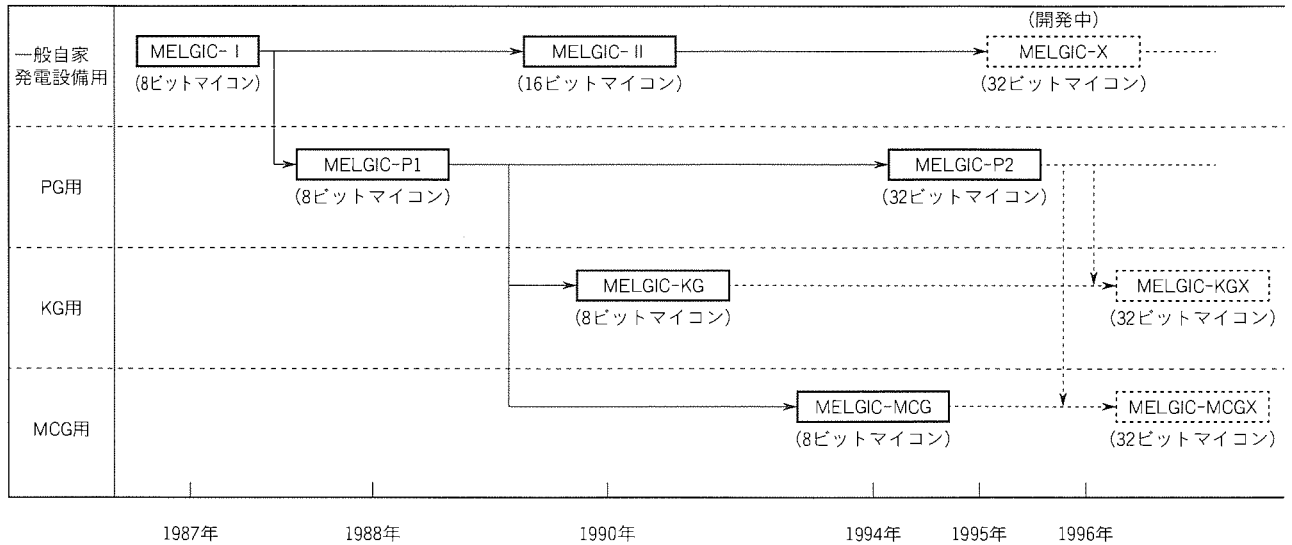 (開発中)
一般自家
発電設備用
MELGIC-I
MELGIC-II
MELGIC-X
(8ビットマイコン)
(16ビットマイコン)
(32ビットマイコン)
PG用
MELGIC-P1
MELGIC-P2
(8ビットマイコン)
(32ビットマイコン)
KG用
MELGIC-KG
MELGIC-KGX
(8ビットマイコン)
(32ビットマイコン)
MCG用
MELGIC-MCG
MELGIC-MCGX
(8ビットマイコン)
(32ビットマイコン)
1987年
1988年
1990年
1994年
1995年
1996年